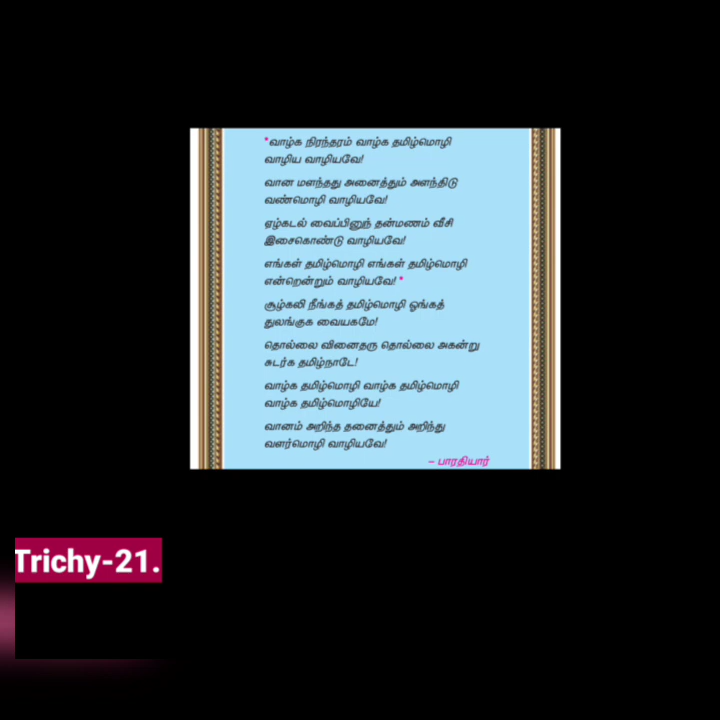 *வாழ்க நிரந்தரம் வாழ்க தமிழ்மொழி
வாழிய வாழியவே!
வான மளந்தது அனைத்தும் அளந்திடு
வண்மொழி வாழியவே!
ஏழ்கடல் வைப்பினுந் தன்மணம் வீசி
இசைகொண்டு வாழியவே!
எங்கள் தமிழ்மொழி எங்கள் தமிழ்மொழி
என்றென்றும் வாழியவே! *
சூழ்கலி நீங்கத் தமிழ்மொழி ஓங்கத்
துலங்குக வையகமே!
தொல்லை வினைதரு தொல்லை அகன்று
சுடர்க தமிழ்நாடே!
வாழ்க தமிழ்மொழி வாழ்க தமிழ்மொழி
வாழ்க தமிழ்மொழியே!
வானம் அறிந்த தனைத்தும் அறிந்து
வளர்மொழி வாழியவே!
– பாரதியார்
Trichy-21.